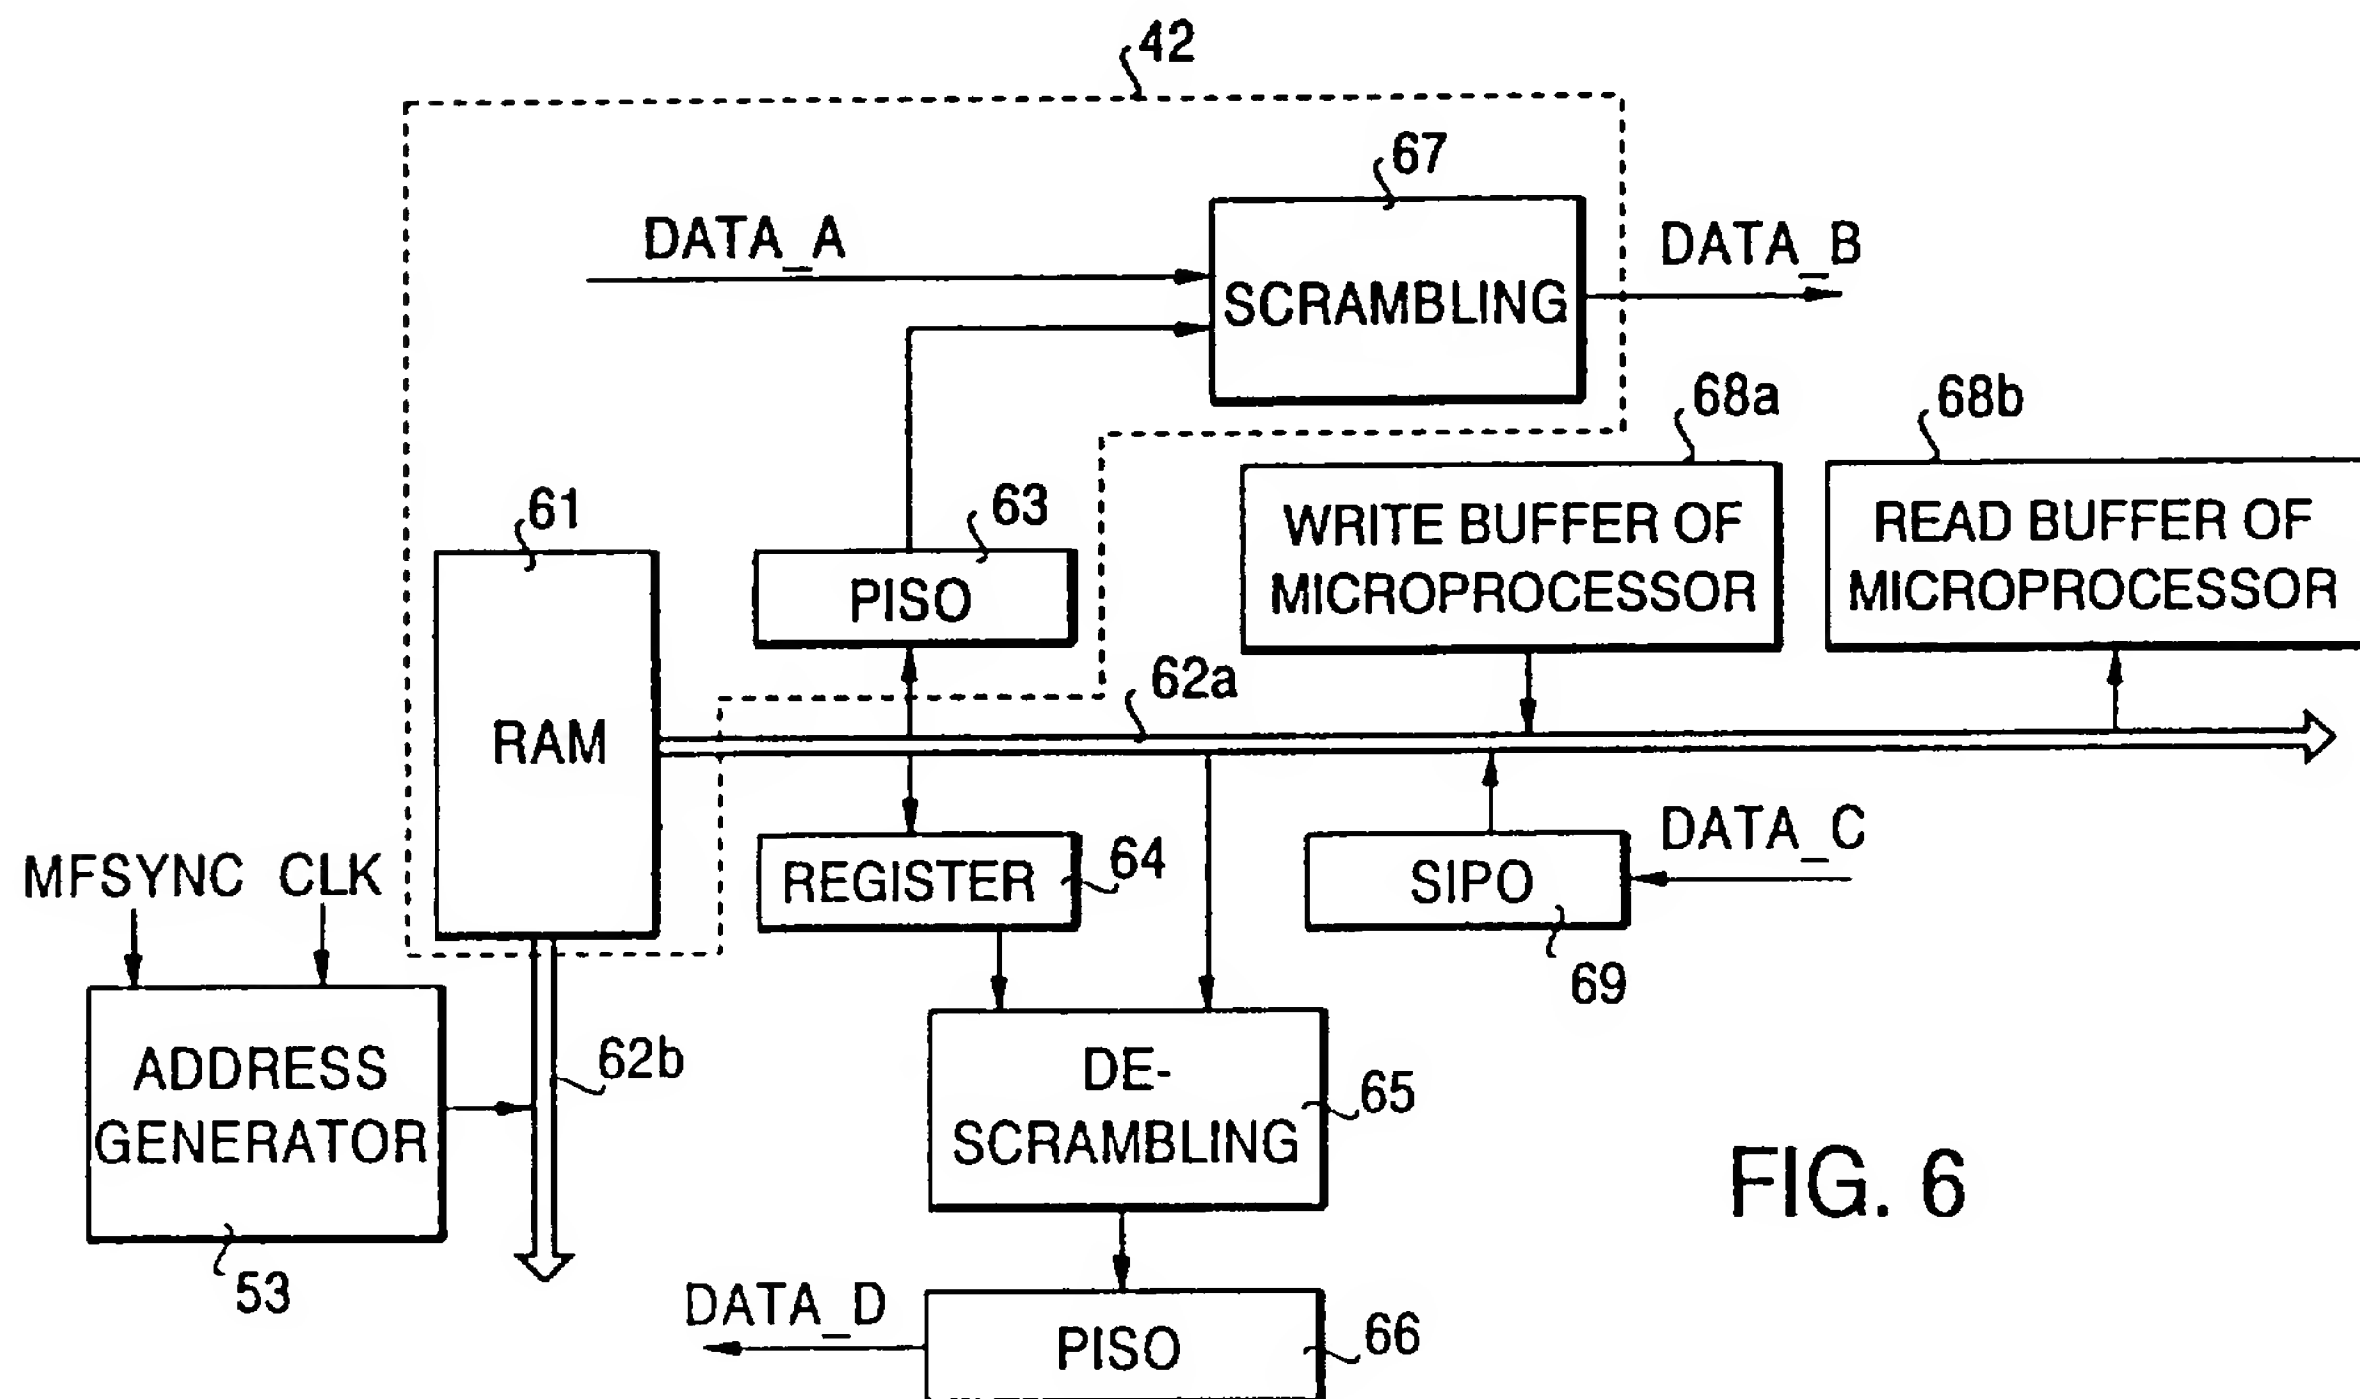 42
67
DATA_A
DATA_B
SCRAMBLING
68a
68b
61
63
WRITE BUFFER OF
MICROPROCESSOR
READ BUFFER OF
MICROPROCESSOR
PISO
62a
RAM
MFSYNC CLK
REGISTER
64
SIPO
DATA_C
69
ADDRESS
GENERATOR
62b
DE-
SCRAMBLING
65
53
FIG. 6
DATA_D
PISO
66